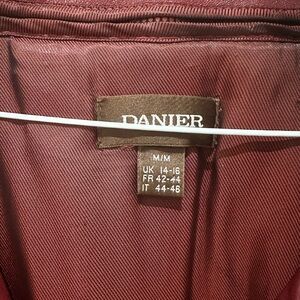 DANIER
M/M
UK 14-16
FR 42-44
IT 44-46